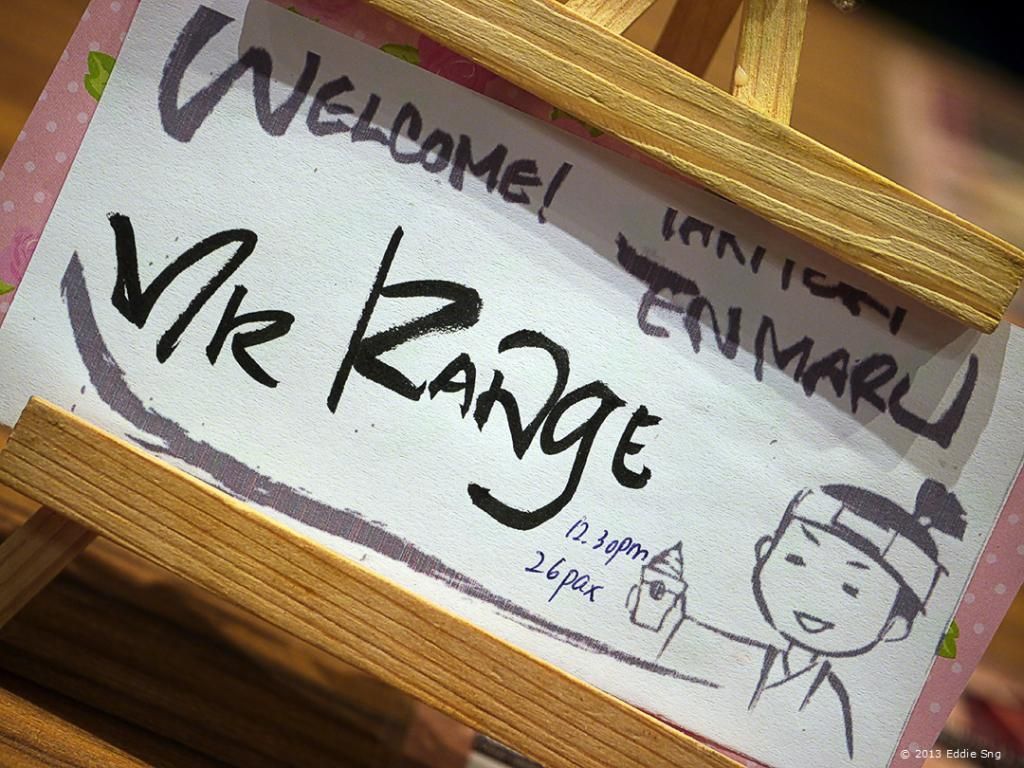 WELCOME!
ENMARU
MR RANGE
12.30pm
26pax
© 2013 Eddie Sng